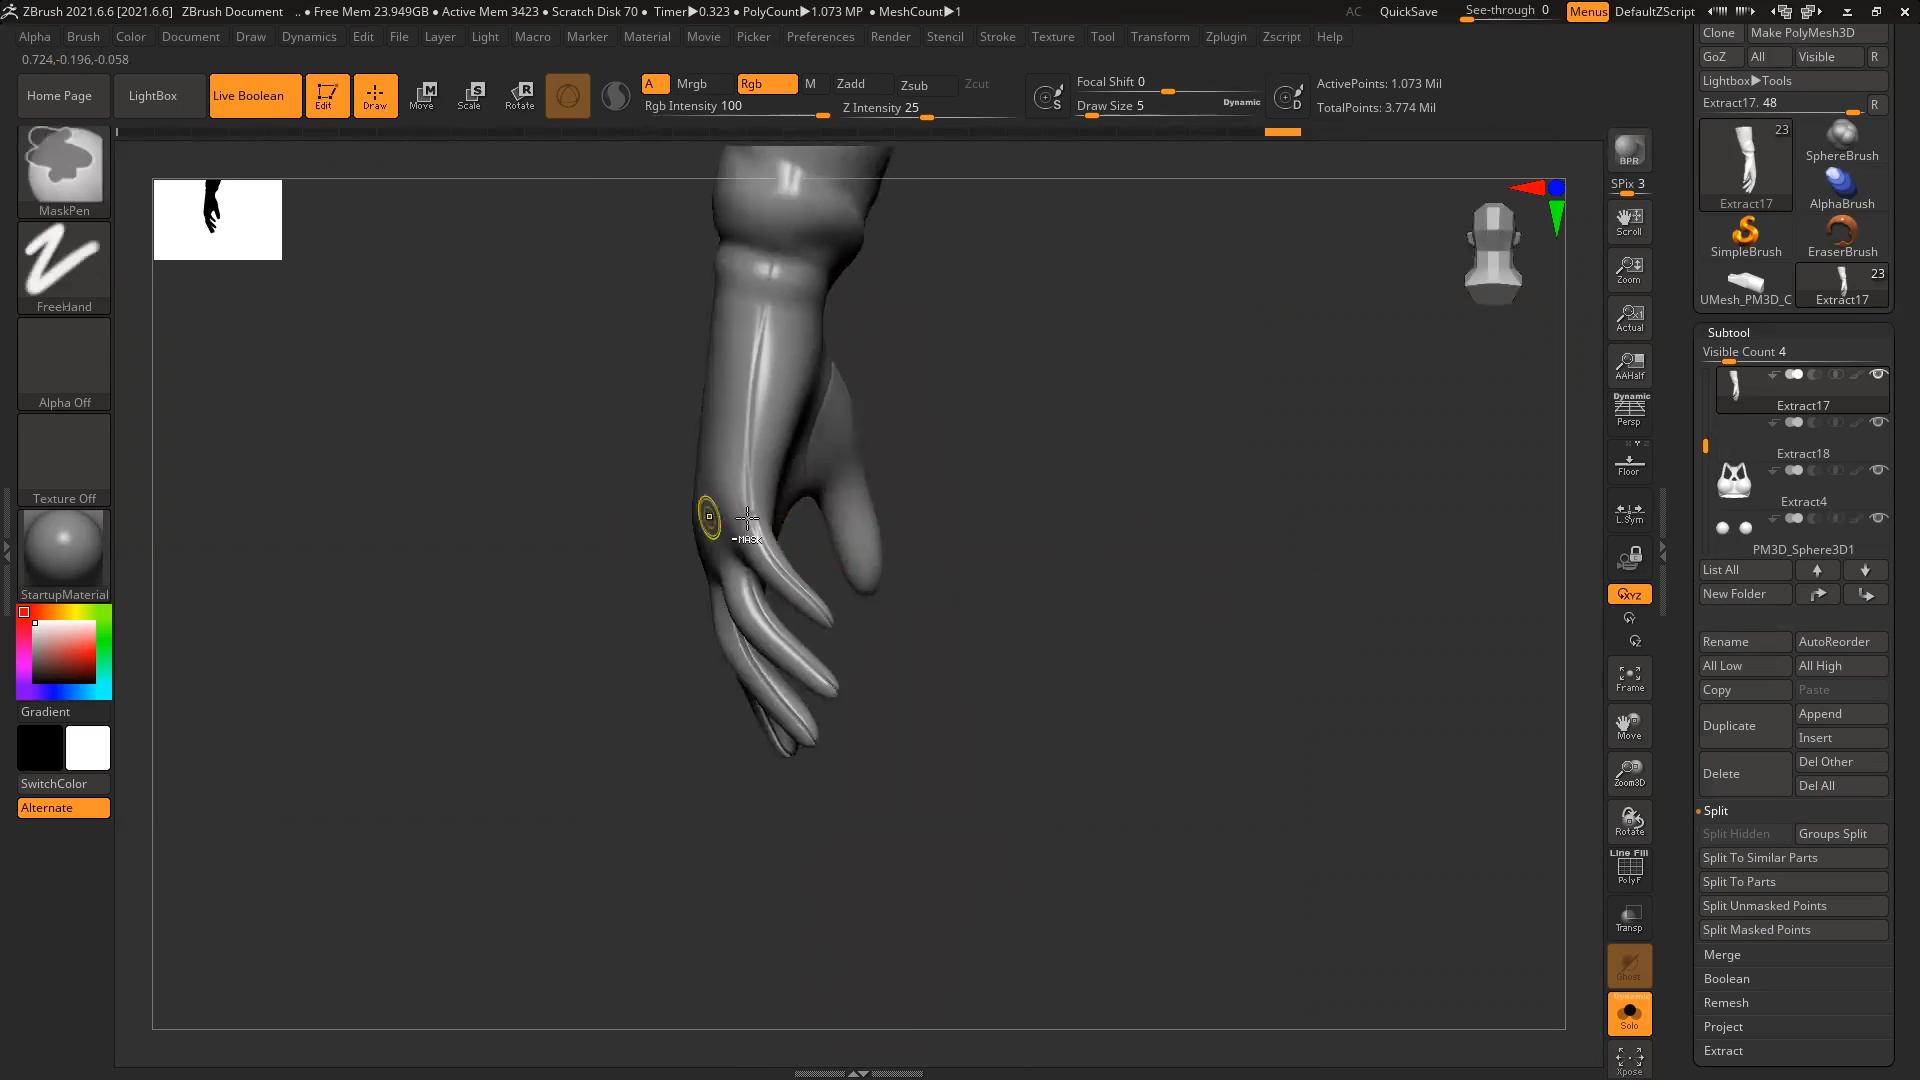 ZBrush 2021.6.6 [2021.6.6] ZBrush Document .. ● Free Mem 23.949GB ● Active Mem 3423 ● Scratch Disk 70 ● Timer▶0.323 ● PolyCount▶1.073 MP ● MeshCount▶1 AC QuickSave See-through 0 Menus DefaultZScript
Alpha Brush Color Document Draw Dynamics Edit File Layer Light Macro Marker Material Movie Picker Preferences Render Stencil Stroke Texture Tool Transform Zplugin Zscript Help
0.724,-0.196,-0.058
Home Page LightBox Live Boolean Edit Draw Move Scale Rotate
A Mrgb Rgb M Zadd Zsub Zcut
Rgb Intensity 100 Z Intensity 25
S Focal Shift 0
Draw Size 5 Dynamic D
ActivePoints: 1.073 Mil
TotalPoints: 3.774 Mil
MaskPen
FreeHand
Alpha Off
Texture Off
StartupMaterial
Gradient
SwitchColor
Alternate
-MASK
BPR
SPix 3
Scroll
Zoom
Actual
AAHalf
Dynamic
Persp
Floor
L.Sym
XYZ
Y
Z
Frame
Move
Zoom3D
Rotate
Line Fill
PolyF
Transp
Ghost
Dynamic
Solo
Xpose
Clone Make PolyMesh3D
GoZ All Visible R
Lightbox▶Tools
Extract17. 48 R
23
Extract17
SphereBrush
AlphaBrush
SimpleBrush EraserBrush
23
UMesh_PM3D_C Extract17
Subtool
Visible Count 4
Extract17
Extract18
Extract4
PM3D_Sphere3D1
List All
New Folder
Rename AutoReorder
All Low All High
Copy Paste
Duplicate Append
Insert
Delete Del Other
Del All
Split
Split Hidden Groups Split
Split To Similar Parts
Split To Parts
Split Unmasked Points
Split Masked Points
Merge
Boolean
Remesh
Project
Extract